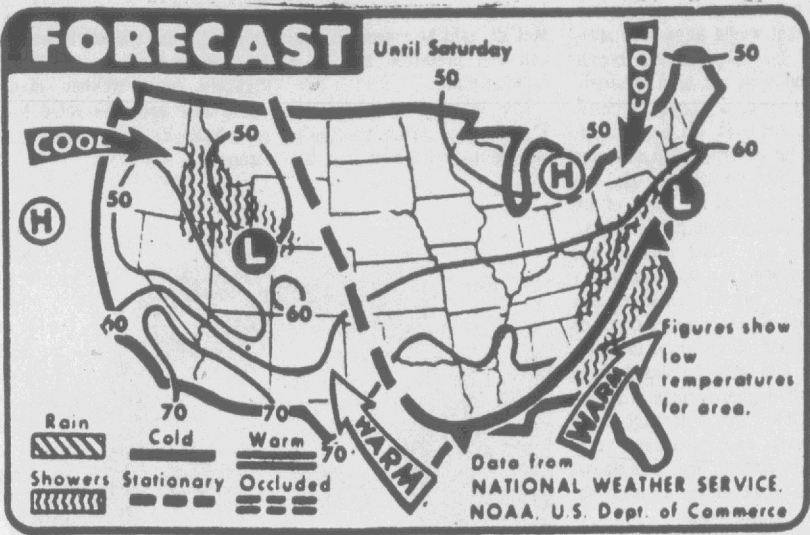 FORECAST Until Saturday
50
COOL
50
COOL
50
50
H
60
H
50
L
L
60
60
Figures show
low
temperatures
for area.
70
70
70
WARM
WARM
Rain
Cold
Warm
Showers
Stationary
Occluded
Data from
NATIONAL WEATHER SERVICE,
NOAA, U.S. Dept. of Commerce